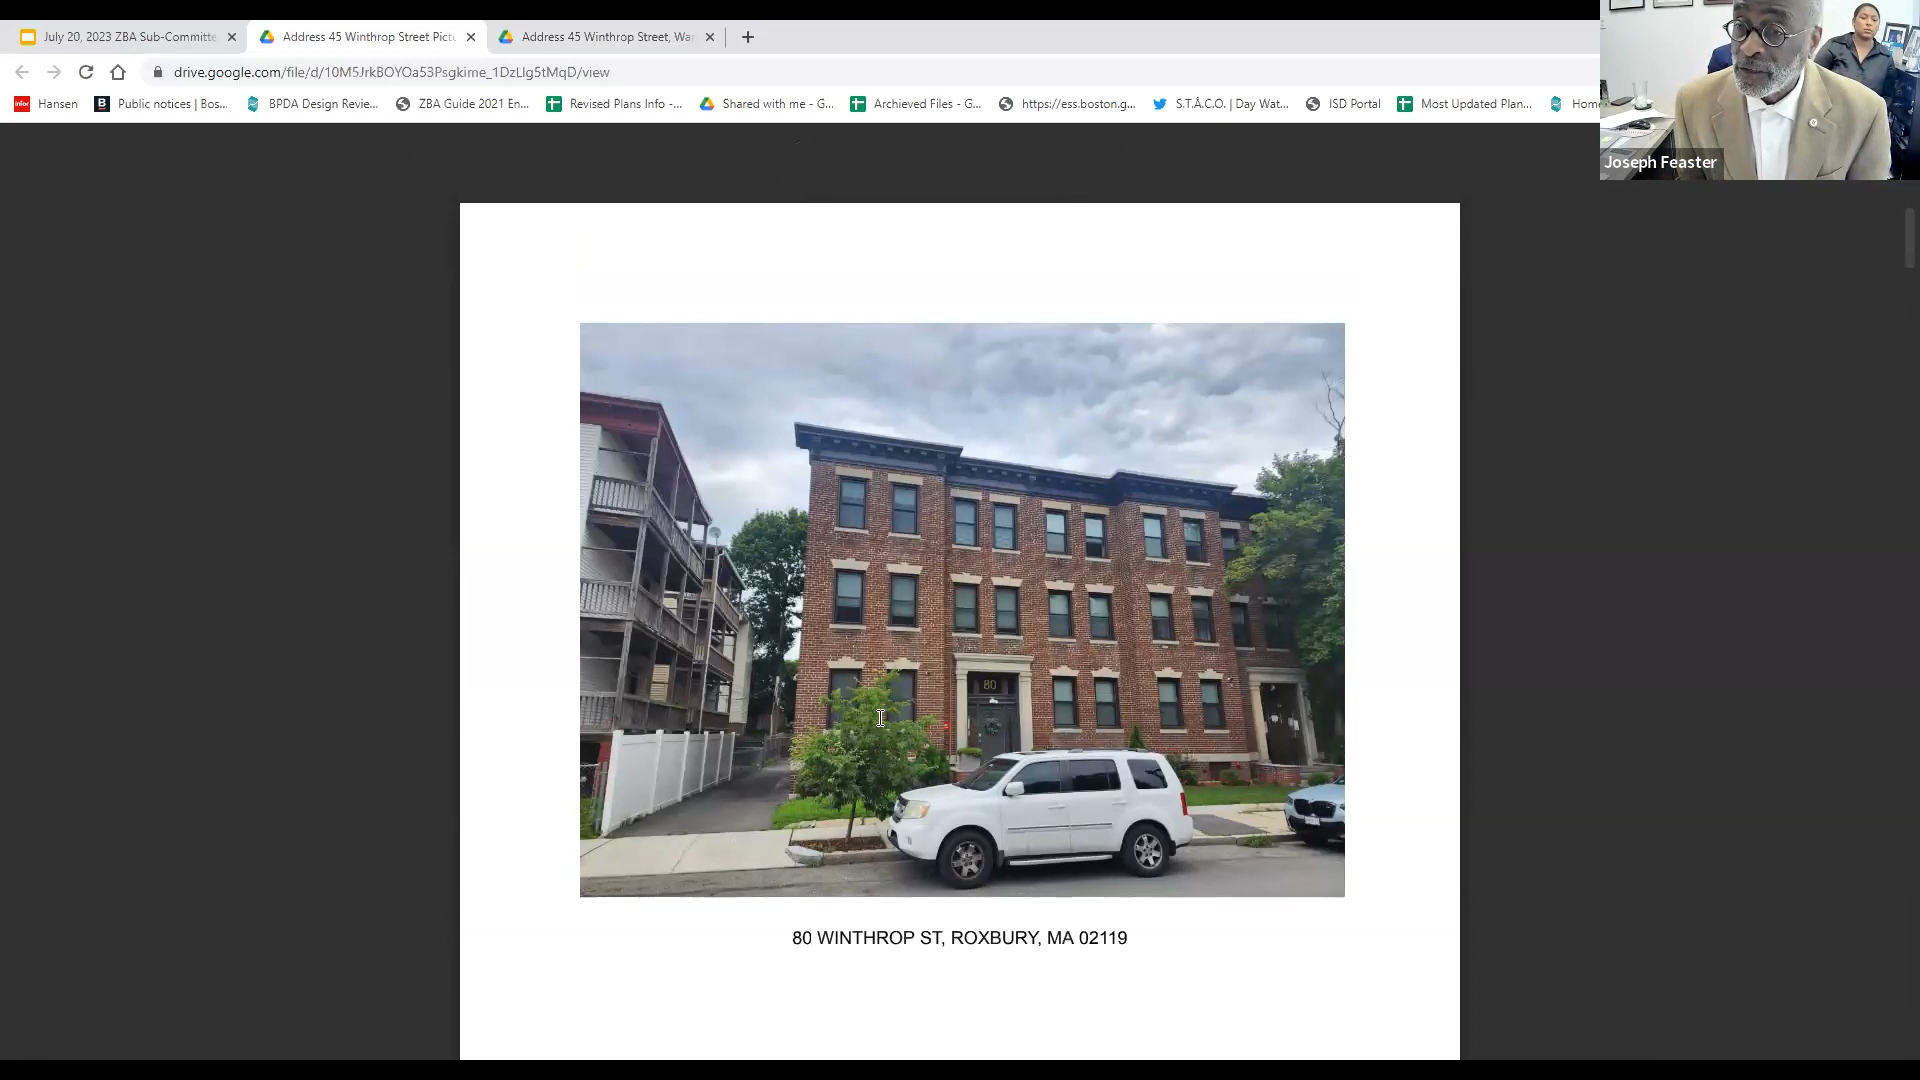 July 20, 2023 ZBA Sub-Committe
Address 45 Winthrop Street Pictu
Address 45 Winthrop Street, Wa
drive.google.com/file/d/10M5JrkBOYOa53Psgkime_1DzLlg5tMqD/view
infor Hansen
B Public notices | Bos...
BPDA Design Revie...
ZBA Guide 2021 En...
Revised Plans Info -...
Shared with me - G...
Archieved Files - G...
https://ess.boston.g...
S.T.Â.C.O. | Day Wat...
ISD Portal
Most Updated Plan...
Home
Joseph Feaster
80
80 WINTHROP ST, ROXBURY, MA 02119